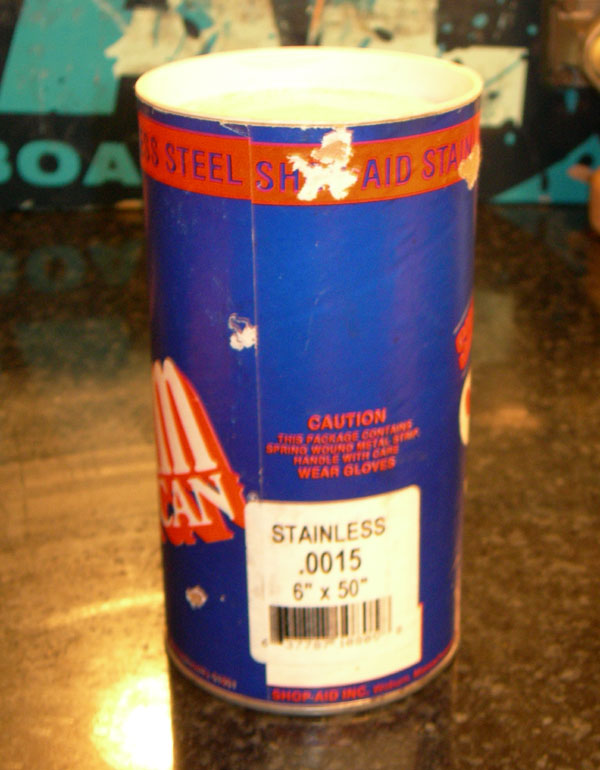 BOA
SS STEEL SH AID STAIN
M
CAN
CAUTION
THIS PACKAGE CONTAINS
SPRING WOUND METAL STRIP
HANDLE WITH CARE
WEAR GLOVES
STAINLESS
.0015
6" x 50"
SHOP-AID INC. Woburn